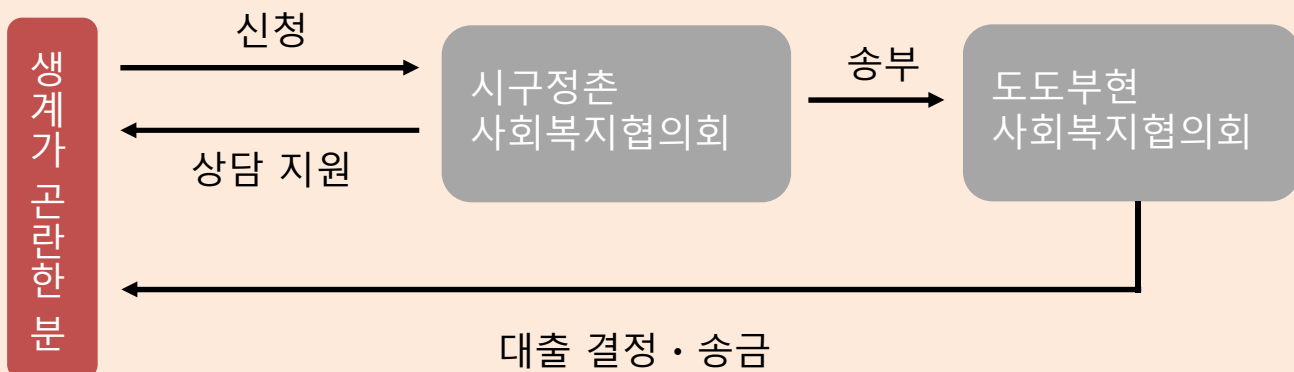 생계가 곤란한 분
신청
상담 지원
시구정촌
사회복지협의회
송부
도도부현
사회복지협의회
대출 결정・송금